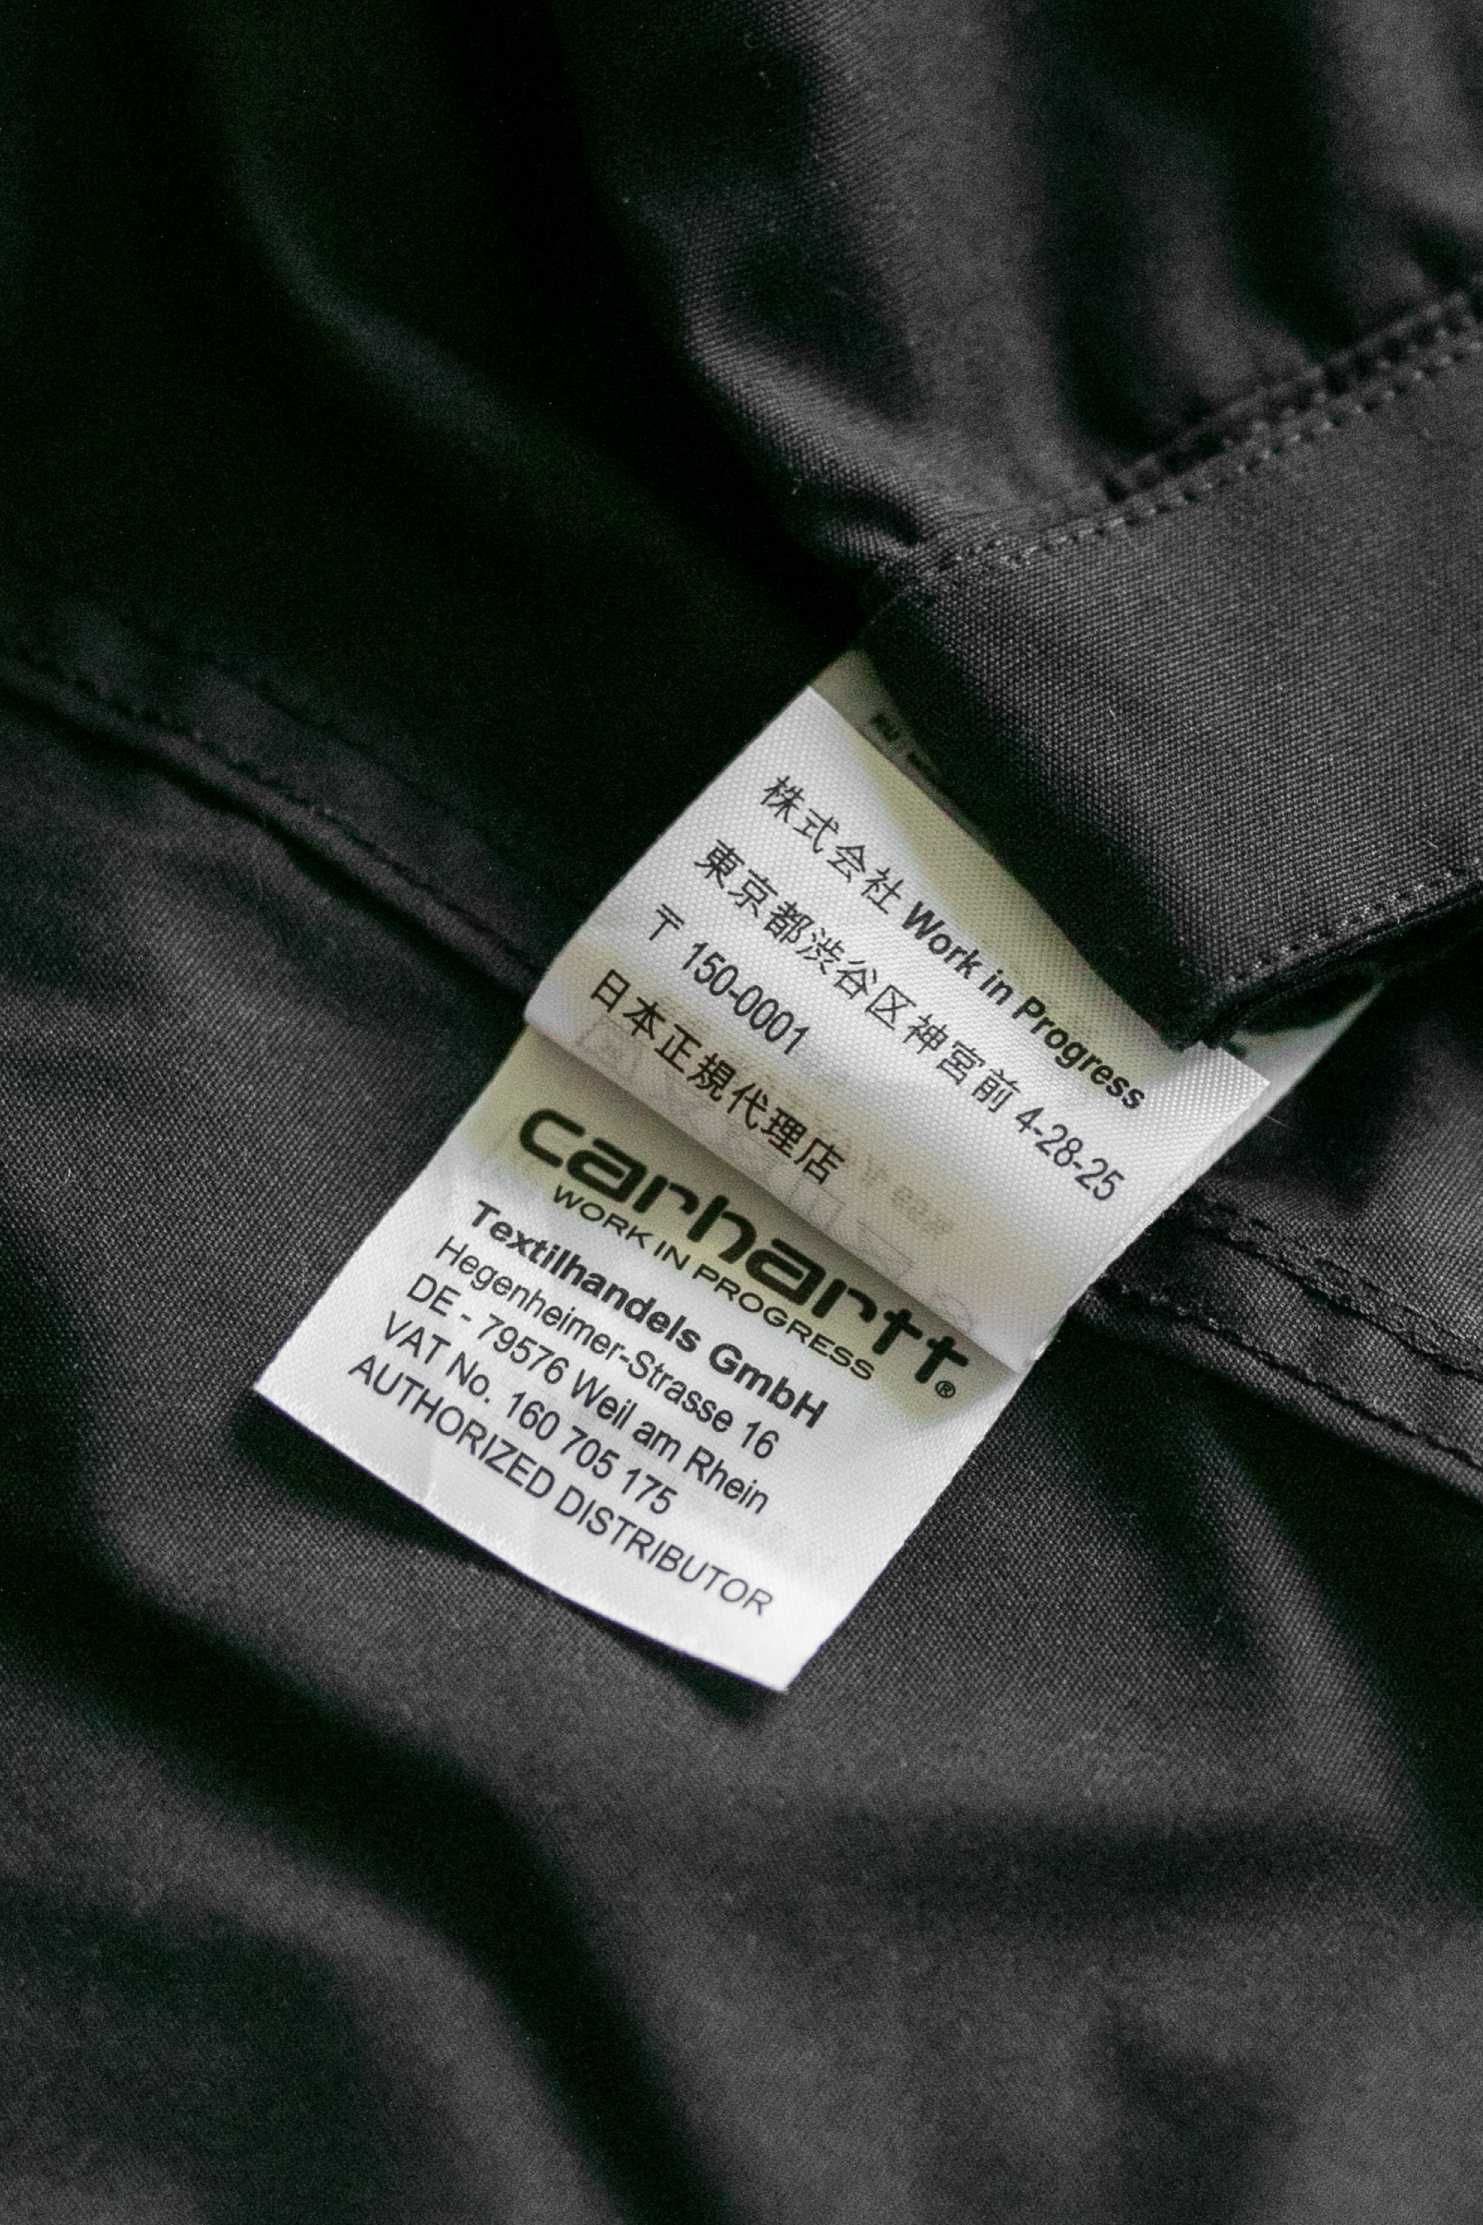 株式会社 Work in Progress
東京都渋谷区神宮前 4-28-25
〒 150-0001
日本正規代理店
carhartt®
WORK IN PROGRESS
Textilhandels GmbH
Hegenheimer-Strasse 16
DE - 79576 Weil am Rhein
VAT No. 160 705 175
AUTHORIZED DISTRIBUTOR